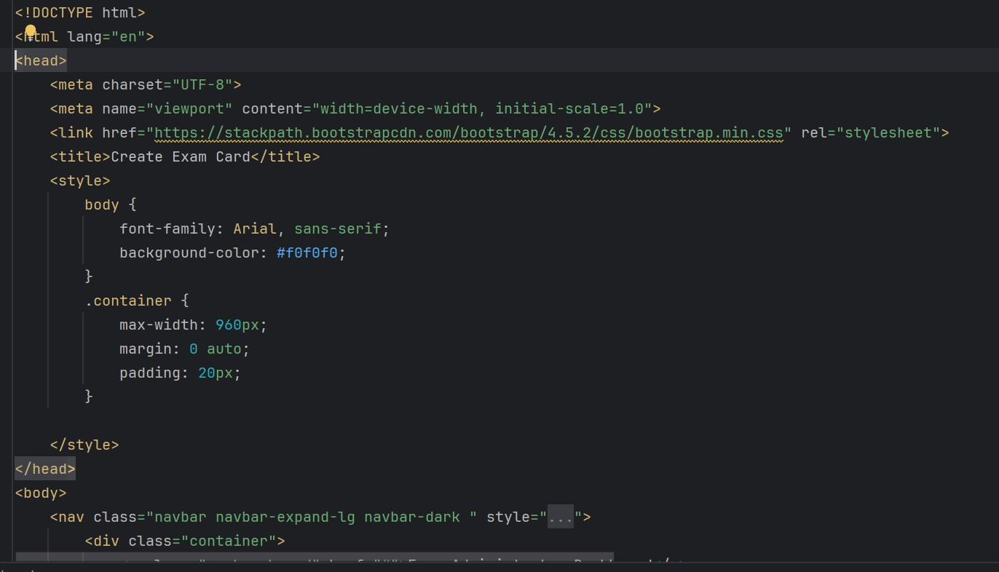 <!DOCTYPE html>
<html lang="en">
<head>
    <meta charset="UTF-8">
    <meta name="viewport" content="width=device-width, initial-scale=1.0">
    <link href="https://stackpath.bootstrapcdn.com/bootstrap/4.5.2/css/bootstrap.min.css" rel="stylesheet">
    <title>Create Exam Card</title>
    <style>
        body {
            font-family: Arial, sans-serif;
            background-color: #f0f0f0;
        }
        .container {
            max-width: 960px;
            margin: 0 auto;
            padding: 20px;
        }
    </style>
</head>
<body>
    <nav class="navbar navbar-expand-lg navbar-dark " style="...">
        <div class="container">